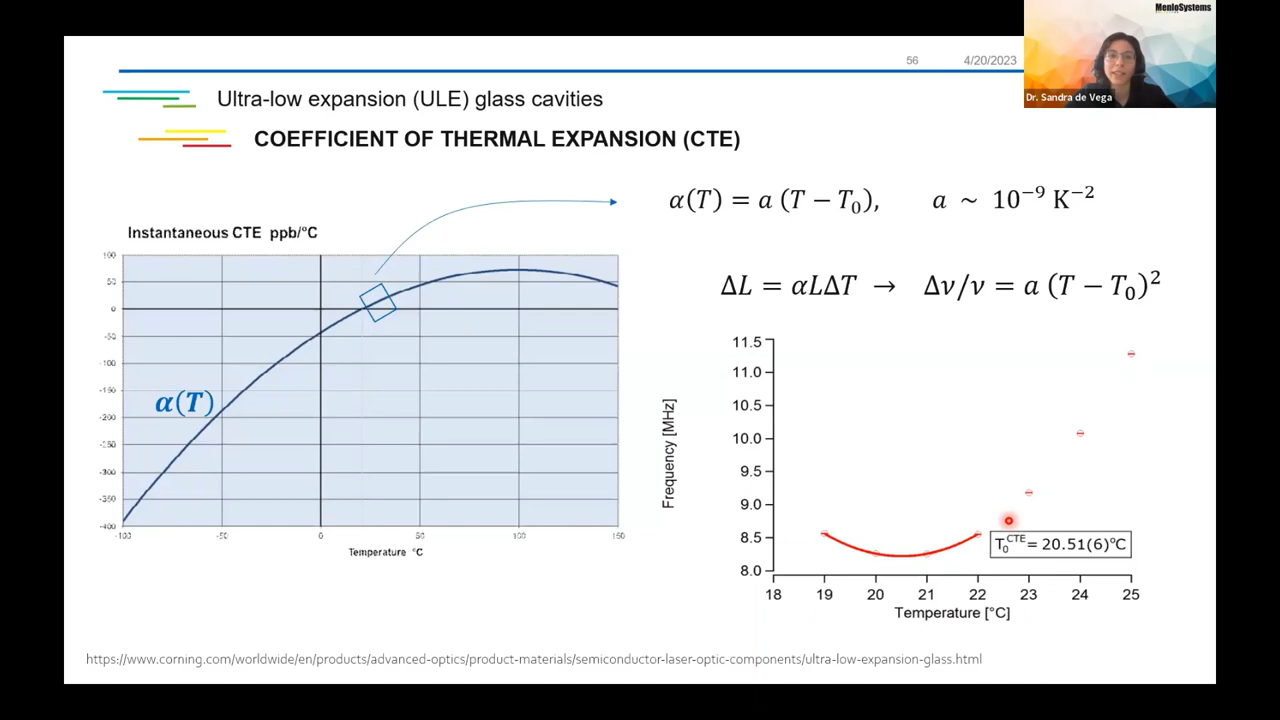 MenloSystems
Dr. Sandra de Vega
56 4/20/2023
Ultra-low expansion (ULE) glass cavities
COEFFICIENT OF THERMAL EXPANSION (CTE)
α(T) = a (T − T₀), a ~ 10⁻⁹ K⁻²
ΔL = αLΔT → Δν/ν = a (T − T₀)²
Instantaneous CTE ppb/°C
100
50
0
-50
-100
-150
-200
-250
-300
-350
-400
α(T)
-100 -50 0 50 100 150
Temperature °C
Frequency [MHz]
11.5
11.0
10.5
10.0
9.5
9.0
8.5
8.0
T₀ᶜᵀᴱ = 20.51(6)°C
18 19 20 21 22 23 24 25
Temperature [°C]
https://www.corning.com/worldwide/en/products/advanced-optics/product-materials/semiconductor-laser-optic-components/ultra-low-expansion-glass.html